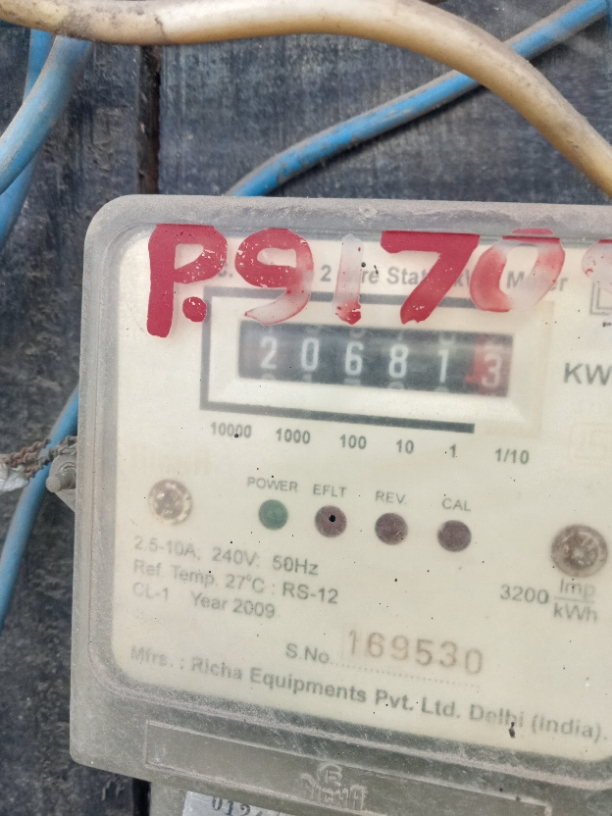 P.9170
2 Meter
206813
KW
10000 1000 100 10 1 1/10
POWER EFLT REV. CAL
2.5-10A, 240V: 50Hz
Ref. Temp. 27°C : RS-12
CL-1 Year 2009
3200 Imp/kWh
S.No. 169530
Mfrs. : Richa Equipments Pvt. Ltd. Delhi (India).